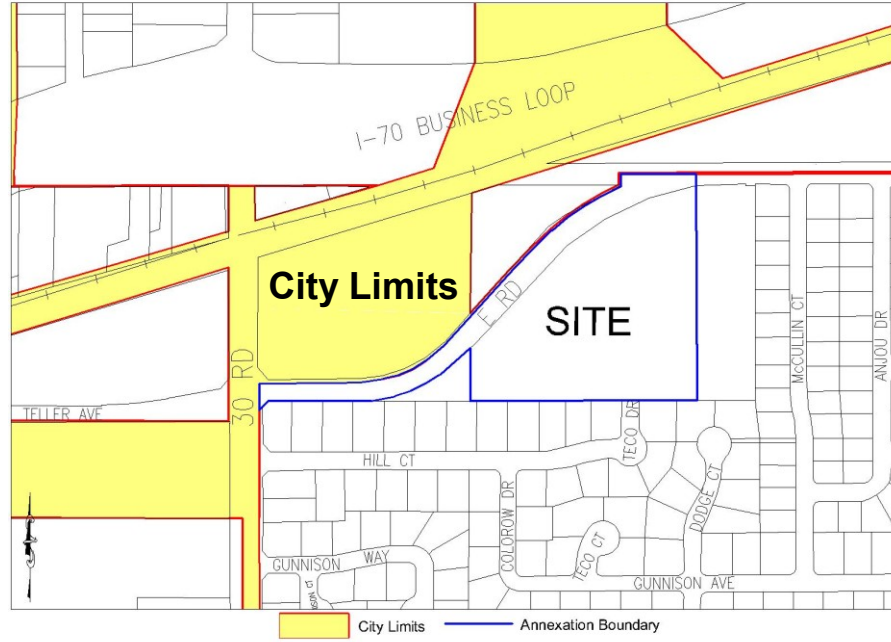 I-70 BUSINESS LOOP
City Limits
E RD
SITE
30 RD
McCULLIN CT
ANJOU DR
TELLER AVE
HILL CT
TECO DR
COLOROW DR
DODGE CT
TECO CT
GUNNISON WAY
GUNNISON AVE
City Limits
Annexation Boundary